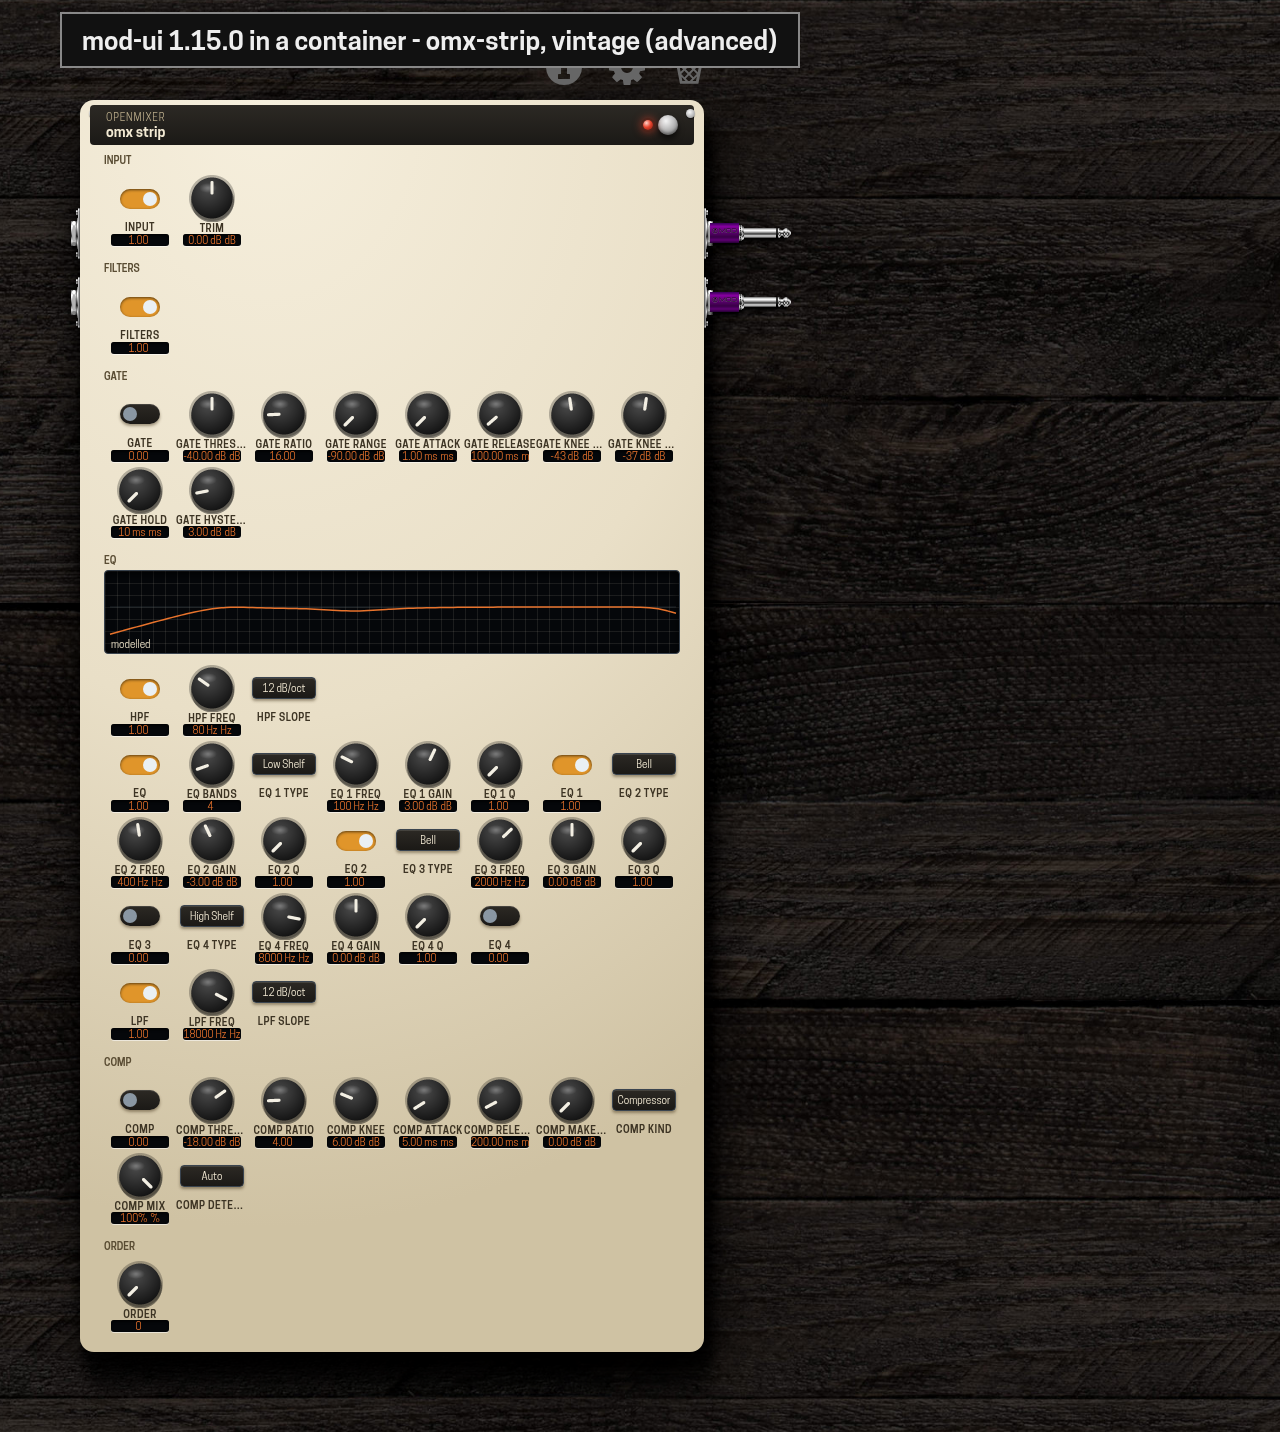 mod-ui 1.15.0 in a container - omx-strip, vintage (advanced)
OPENMIXER
omx strip
INPUT
INPUT TRIM
1.00 0.00 dB dB
FILTERS
FILTERS
1.00
GATE
GATE GATE THRES... GATE RATIO GATE RANGE GATE ATTACK GATE RELEASE GATE KNEE ... GATE KNEE ...
0.00 -40.00 dB dB 16.00 -90.00 dB dB 1.00 ms ms 100.00 ms m -43 dB dB -37 dB dB
GATE HOLD GATE HYSTE...
10 ms ms 3.00 dB dB
EQ
modelled
12 dB/oct
HPF HPF FREQ HPF SLOPE
1.00 80 Hz Hz
Low Shelf Bell
EQ EQ BANDS EQ 1 TYPE EQ 1 FREQ EQ 1 GAIN EQ 1 Q EQ 1 EQ 2 TYPE
1.00 4 100 Hz Hz 3.00 dB dB 1.00 1.00
Bell
EQ 2 FREQ EQ 2 GAIN EQ 2 Q EQ 2 EQ 3 TYPE EQ 3 FREQ EQ 3 GAIN EQ 3 Q
400 Hz Hz -3.00 dB dB 1.00 1.00 2000 Hz Hz 0.00 dB dB 1.00
High Shelf
EQ 3 EQ 4 TYPE EQ 4 FREQ EQ 4 GAIN EQ 4 Q EQ 4
0.00 8000 Hz Hz 0.00 dB dB 1.00 0.00
12 dB/oct
LPF LPF FREQ LPF SLOPE
1.00 18000 Hz Hz
COMP
Compressor
COMP COMP THRE... COMP RATIO COMP KNEE COMP ATTACK COMP RELE... COMP MAKE... COMP KIND
0.00 -18.00 dB dB 4.00 6.00 dB dB 5.00 ms ms 200.00 ms m 0.00 dB dB
Auto
COMP MIX COMP DETE...
100% %
ORDER
ORDER
0